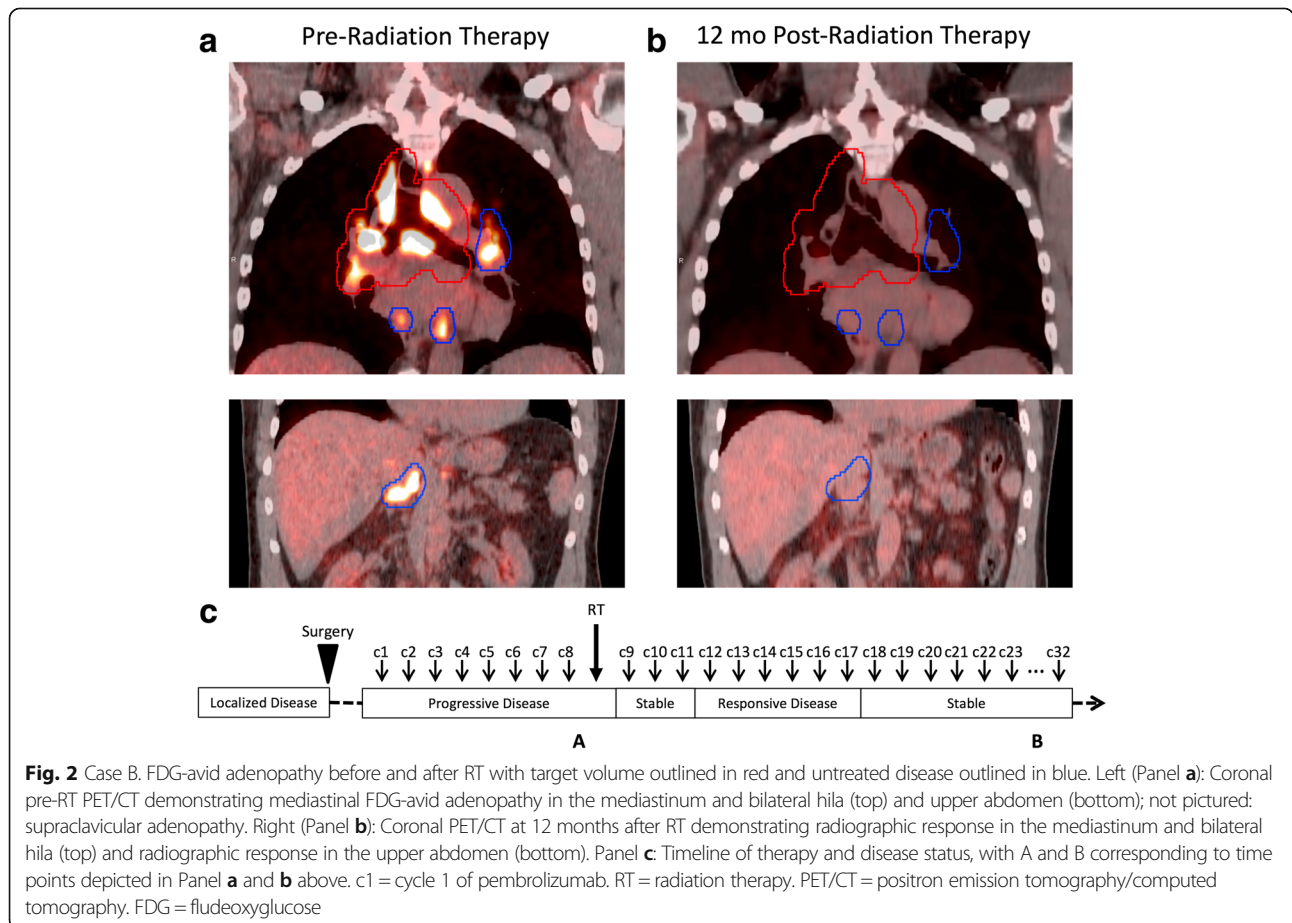 a Pre-Radiation Therapy
b 12 mo Post-Radiation Therapy
R
R
c
Surgery
RT
c1 c2 c3 c4 c5 c6 c7 c8 c9 c10 c11 c12 c13 c14 c15 c16 c17 c18 c19 c20 c21 c22 c23 ... c32
Localized Disease Progressive Disease Stable Responsive Disease Stable
A B
Fig. 2 Case B. FDG-avid adenopathy before and after RT with target volume outlined in red and untreated disease outlined in blue. Left (Panel a): Coronal
pre-RT PET/CT demonstrating mediastinal FDG-avid adenopathy in the mediastinum and bilateral hila (top) and upper abdomen (bottom); not pictured:
supraclavicular adenopathy. Right (Panel b): Coronal PET/CT at 12 months after RT demonstrating radiographic response in the mediastinum and bilateral
hila (top) and radiographic response in the upper abdomen (bottom). Panel c: Timeline of therapy and disease status, with A and B corresponding to time
points depicted in Panel a and b above. c1 = cycle 1 of pembrolizumab. RT = radiation therapy. PET/CT = positron emission tomography/computed
tomography. FDG = fludeoxyglucose